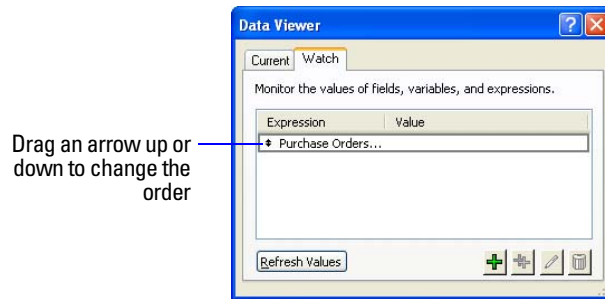 Data Viewer
Current Watch
Monitor the values of fields, variables, and expressions.
Expression Value
Purchase Orders...
Drag an arrow up or
down to change the
order
Refresh Values